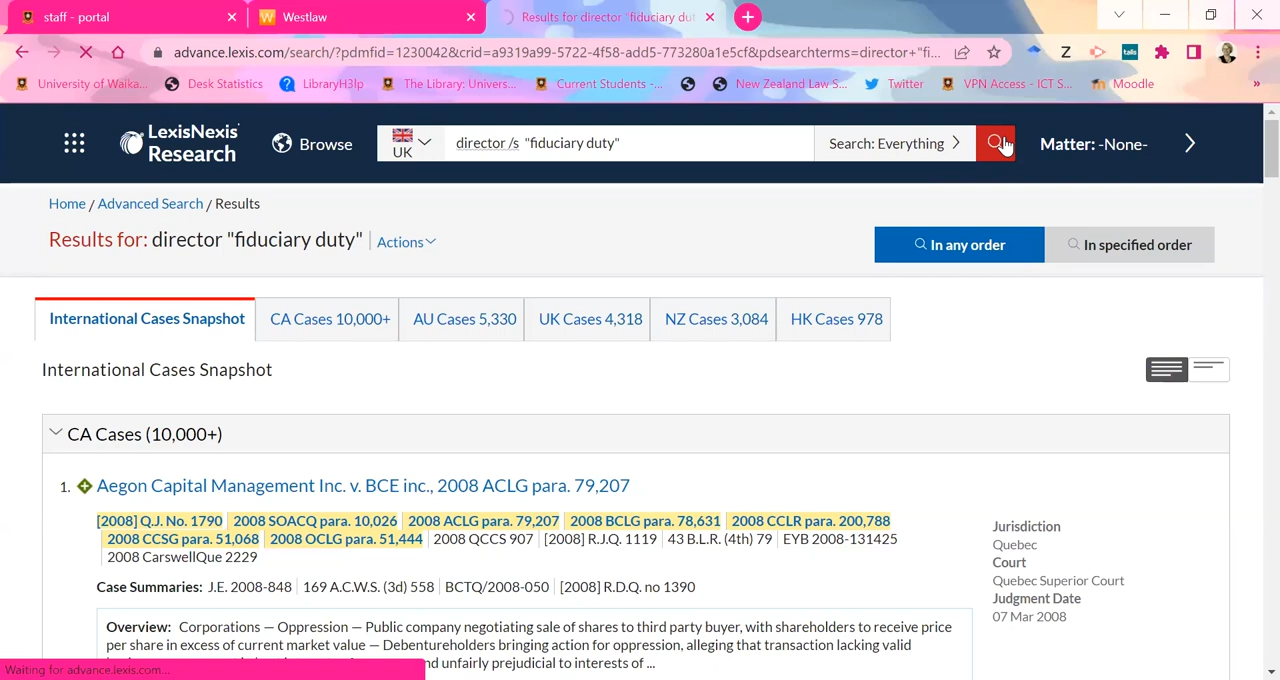 staff - portal
Westlaw
Results for director "fiduciary dut
advance.lexis.com/search/?pdmfid=1230042&crid=a9319a99-5722-4f58-add5-773280a1e5cf&pdsearchterms=director+"fi...
Z
talis
University of Waika...
Desk Statistics
LibraryH3lp
The Library: Univers...
Current Students -...
New Zealand Law S...
Twitter
VPN Access - ICT S...
Moodle
»
LexisNexis
Research
Browse
UK
director /s "fiduciary duty"
Search: Everything
Matter: -None-
Home / Advanced Search / Results
Results for: director "fiduciary duty"
Actions
In any order
In specified order
International Cases Snapshot
CA Cases 10,000+
AU Cases 5,330
UK Cases 4,318
NZ Cases 3,084
HK Cases 978
International Cases Snapshot
CA Cases (10,000+)
1. Aegon Capital Management Inc. v. BCE inc., 2008 ACLG para. 79,207
[2008] Q.J. No. 1790 | 2008 SOACQ para. 10,026 | 2008 ACLG para. 79,207 | 2008 BCLG para. 78,631 | 2008 CCLR para. 200,788
2008 CCSG para. 51,068 | 2008 OCLG para. 51,444 | 2008 QCCS 907 | [2008] R.J.Q. 1119 | 43 B.L.R. (4th) 79 | EYB 2008-131425
2008 CarswellQue 2229
Case Summaries: J.E. 2008-848 | 169 A.C.W.S. (3d) 558 | BCTQ/2008-050 | [2008] R.D.Q. no 1390
Jurisdiction
Quebec
Court
Quebec Superior Court
Judgment Date
07 Mar 2008
Overview: Corporations — Oppression — Public company negotiating sale of shares to third party buyer, with shareholders to receive price
per share in excess of current market value — Debentureholders bringing action for oppression, alleging that transaction lacking valid
and unfairly prejudicial to interests of ...
Waiting for advance.lexis.com...